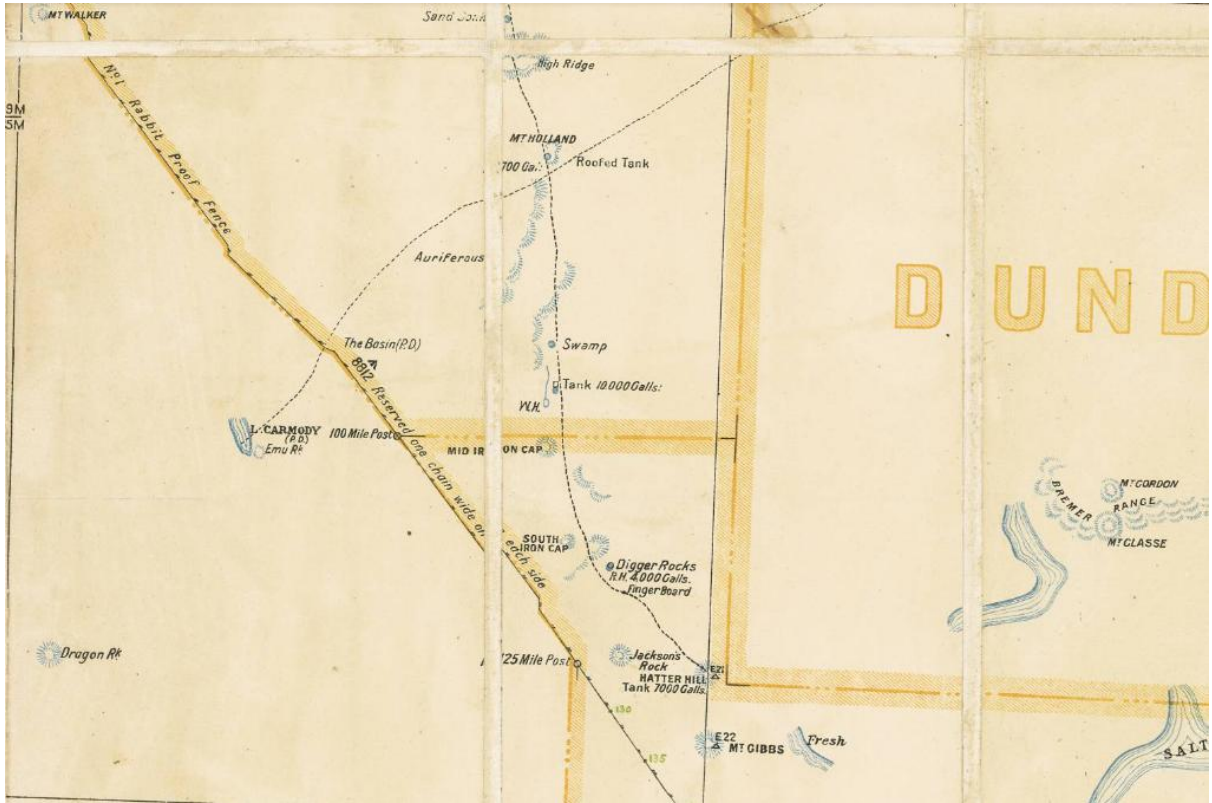 MT WALKER
Sand
High Ridge
No 1 Rabbit Proof Fence
9M
5M
MT HOLLAND
700 Gal.
Roofed Tank
Auriferous
D U N D
The Basin (P.D.)
Swamp
Tank 10,000 Galls:
W.H.
8812 Reserved one chain wide on each side
L. CARMODY
(P.D.)
Emu Rk
100 Mile Post
MID IRON CAP
BREMER RANGE
MT GORDON
MT GLASSE
SOUTH
IRON CAP
Digger Rocks
R.H. 4,000 Galls.
Finger Board
Dragon Rk
125 Mile Post
Jackson's
Rock
HATTER HILL
Tank 7000 Galls.
E21
130
E22
MT GIBBS
Fresh
135
SALT